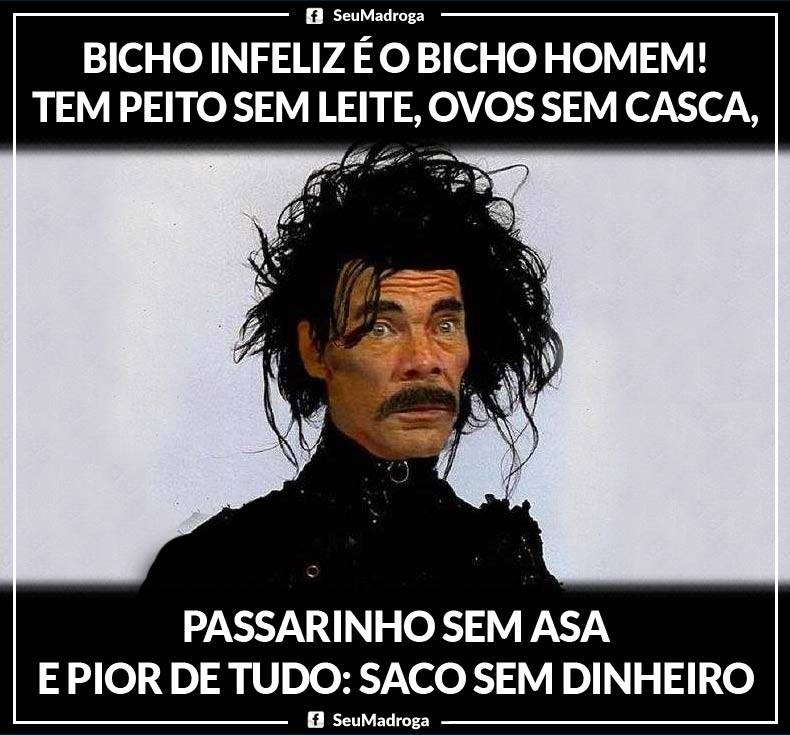 SeuMadroga
BICHO INFELIZ É O BICHO HOMEM!
TEM PEITO SEM LEITE, OVOS SEM CASCA,
PASSARINHO SEM ASA
E PIOR DE TUDO: SACO SEM DINHEIRO
SeuMadroga